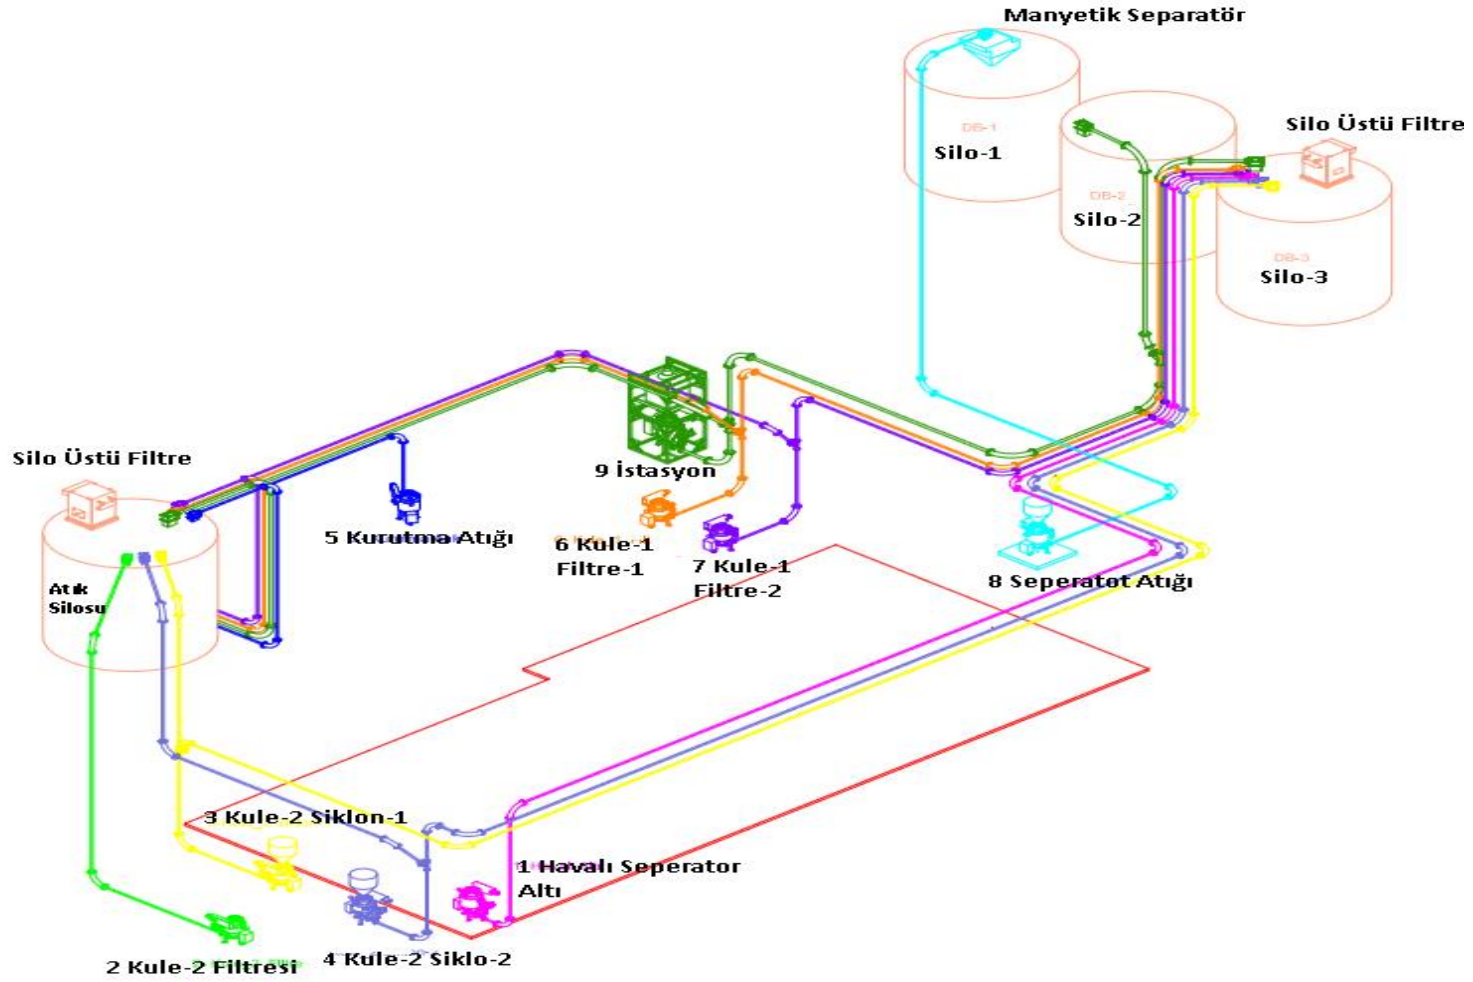 Manyetik Separatör
Silo Üstü Filtre
DB-1
Silo-1
DB-2
Silo-2
DB-3
Silo-3
Silo Üstü Filtre
9 İstasyon
5 Kurutma Atığı
6 Kule-1
Filtre-1
7 Kule-1
Filtre-2
8 Seperatot Atığı
Atık
Silosu
3 Kule-2 Siklon-1
1 Havalı Seperator
Altı
2 Kule-2 Filtresi
4 Kule-2 Siklo-2